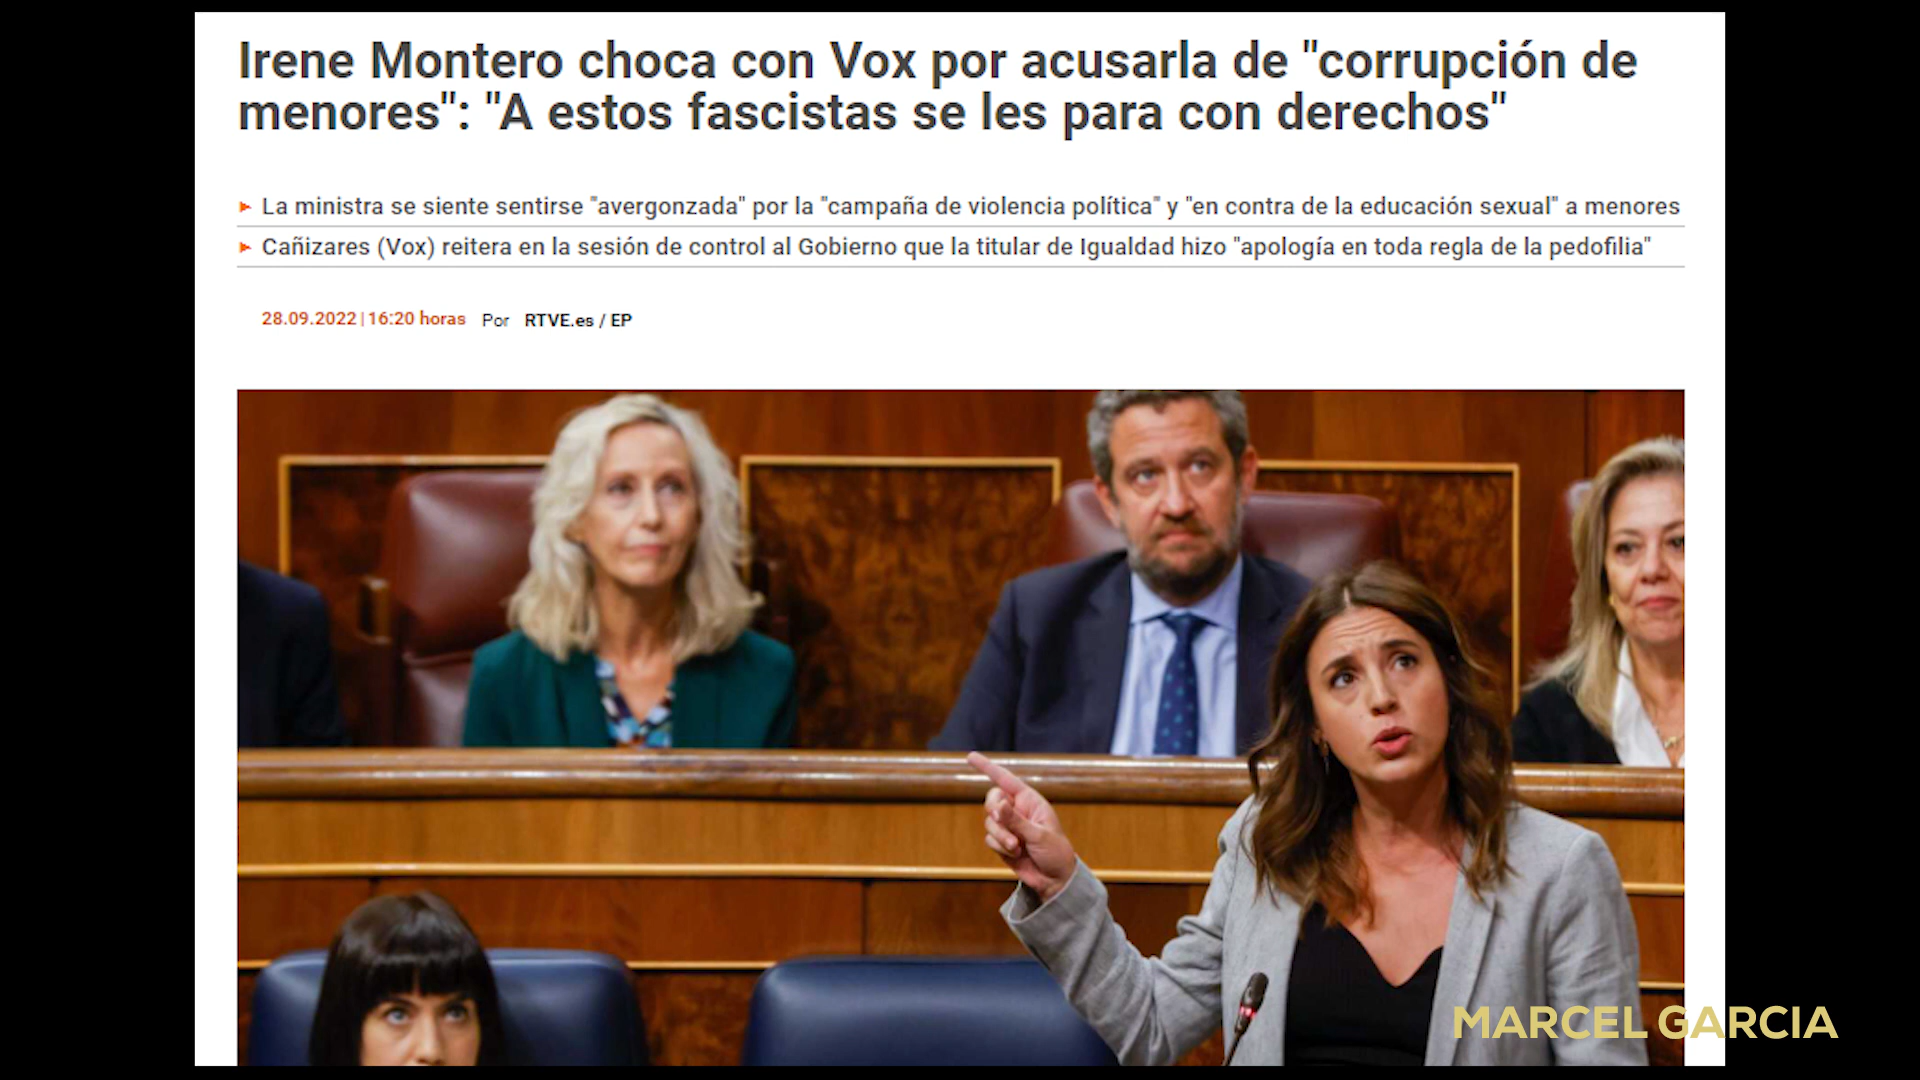 Irene Montero choca con Vox por acusarla de "corrupción de
menores": "A estos fascistas se les para con derechos"
La ministra se siente sentirse "avergonzada" por la "campaña de violencia política" y "en contra de la educación sexual" a menores
Cañizares (Vox) reitera en la sesión de control al Gobierno que la titular de Igualdad hizo "apología en toda regla de la pedofilia"
28.09.2022 | 16:20 horas Por RTVE.es / EP
MARCEL GARCIA